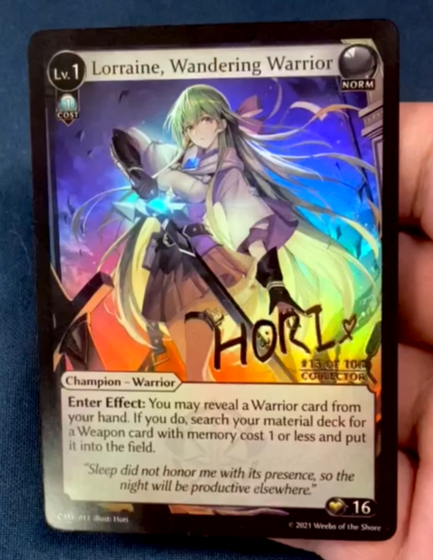 Lv.1
Lorraine, Wandering Warrior
NORM
1
COST
HORI
COLLECTOR
Champion – Warrior
Enter Effect: You may reveal a Warrior card from
your hand. If you do, search your material deck for
a Weapon card with memory cost 1 or less and put
it into the field.
"Sleep did not honor me with its presence, so the
night will be productive elsewhere."
16
illust: Hori
© 2021 Weebs of the Shore